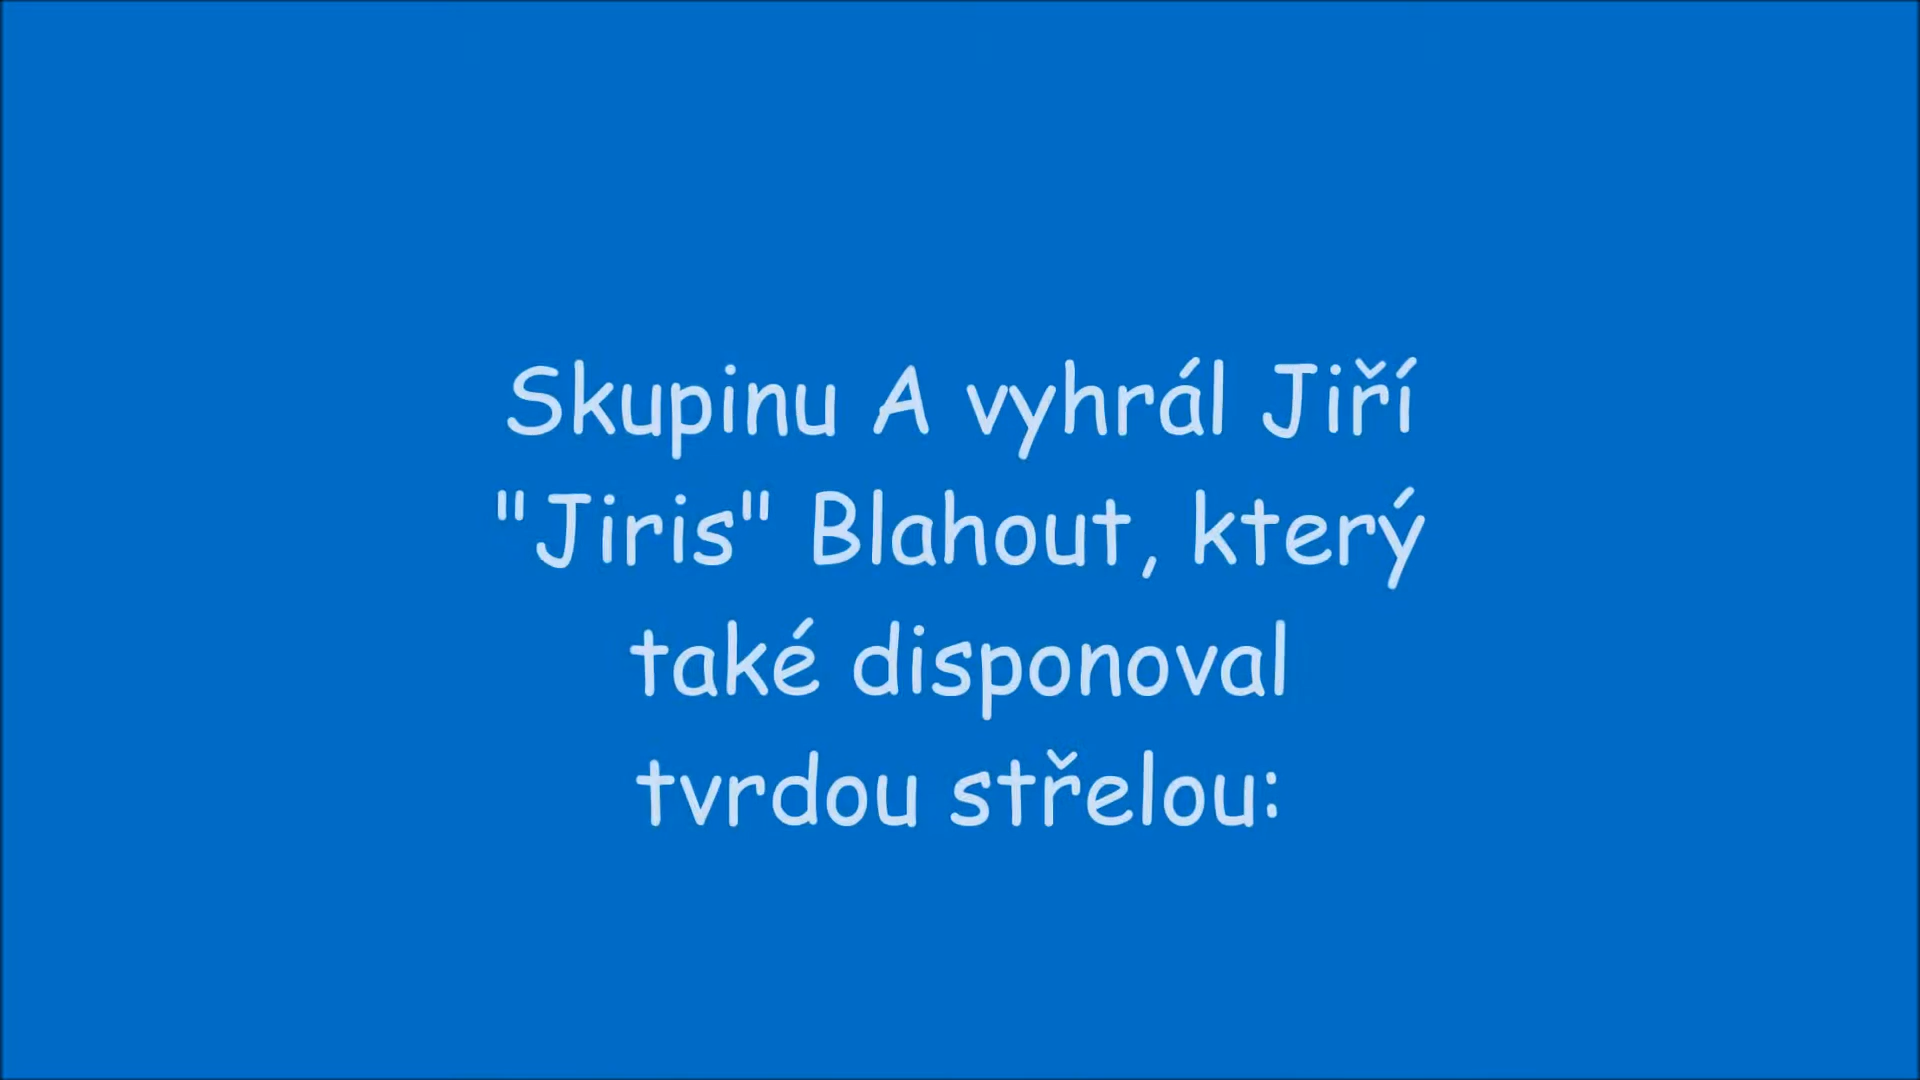 Skupinu A vyhrál Jiří
"Jiris" Blahout, který
také disponoval
tvrdou střelou: